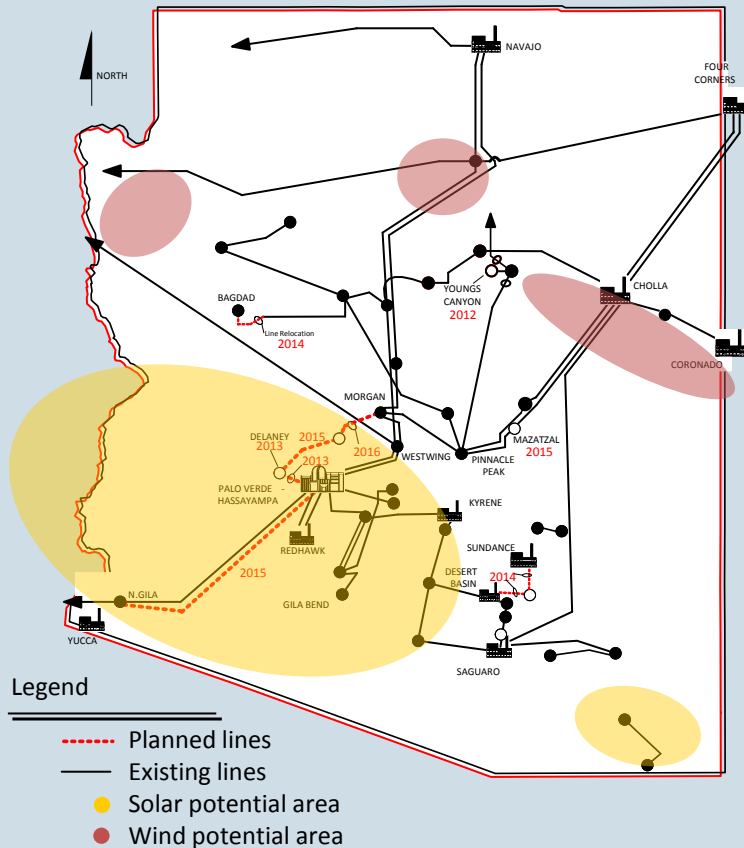 NAVAJO
NORTH
FOUR
CORNERS
YOUNGS
CANYON
2012
CHOLLA
BAGDAD
Line Relocation
2014
CORONADO
MORGAN
DELANEY
2015
2013
2016
2013
WESTWING
PINNACLE
PEAK
MAZATZAL
2015
PALO VERDE -
HASSAYAMPA
KYRENE
REDHAWK
SUNDANCE
DESERT
BASIN
2014
2015
N.GILA
GILA BEND
YUCCA
SAGUARO
Legend
Planned lines
Existing lines
Solar potential area
Wind potential area